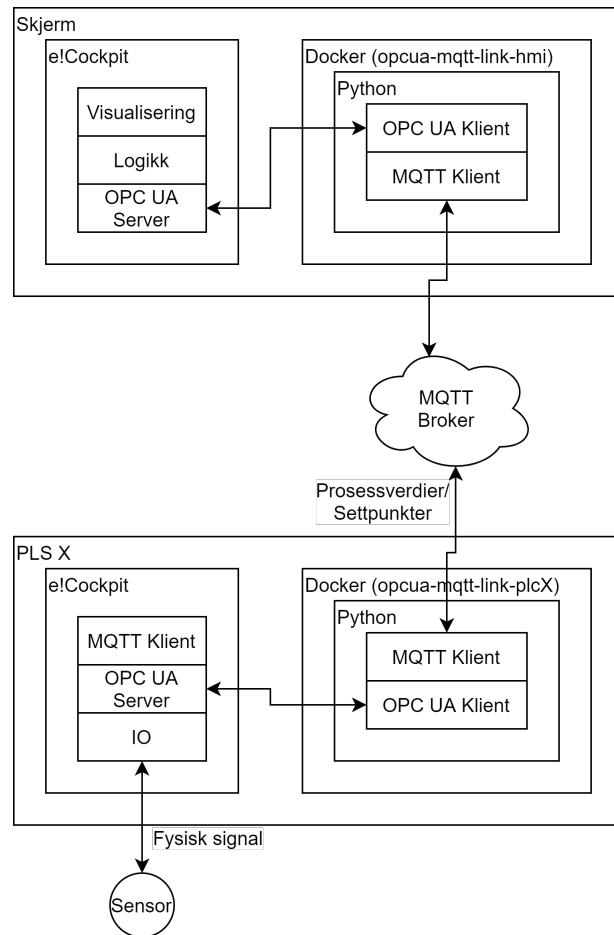 Skjerm
e!Cockpit
Visualisering
Logikk
OPC UA
Server
Docker (opcua-mqtt-link-hmi)
Python
OPC UA Klient
MQTT Klient
MQTT
Broker
Prosessverdier/
Settpunkter
PLS X
e!Cockpit
MQTT Klient
OPC UA
Server
IO
Docker (opcua-mqtt-link-plcX)
Python
MQTT Klient
OPC UA Klient
Fysisk signal
Sensor